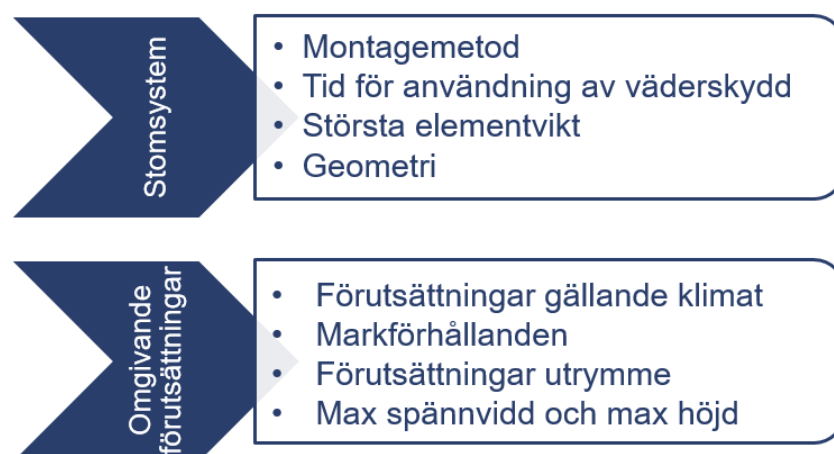 Stomsystem
• Montagemetod
• Tid för användning av väderskydd
• Största elementvikt
• Geometri
Omgivande
förutsättningar
• Förutsättningar gällande klimat
• Markförhållanden
• Förutsättningar utrymme
• Max spännvidd och max höjd